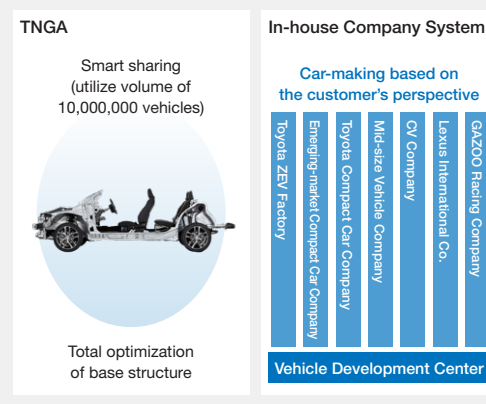 TNGA
Smart sharing
(utilize volume of
10,000,000 vehicles)
Total optimization
of base structure
In-house Company System
Car-making based on
the customer's perspective
Toyota ZEV Factory
Emerging-market Compact Car Company
Toyota Compact Car Company
Mid-size Vehicle Company
CV Company
Lexus International Co.
GAZOO Racing Company
Vehicle Development Center